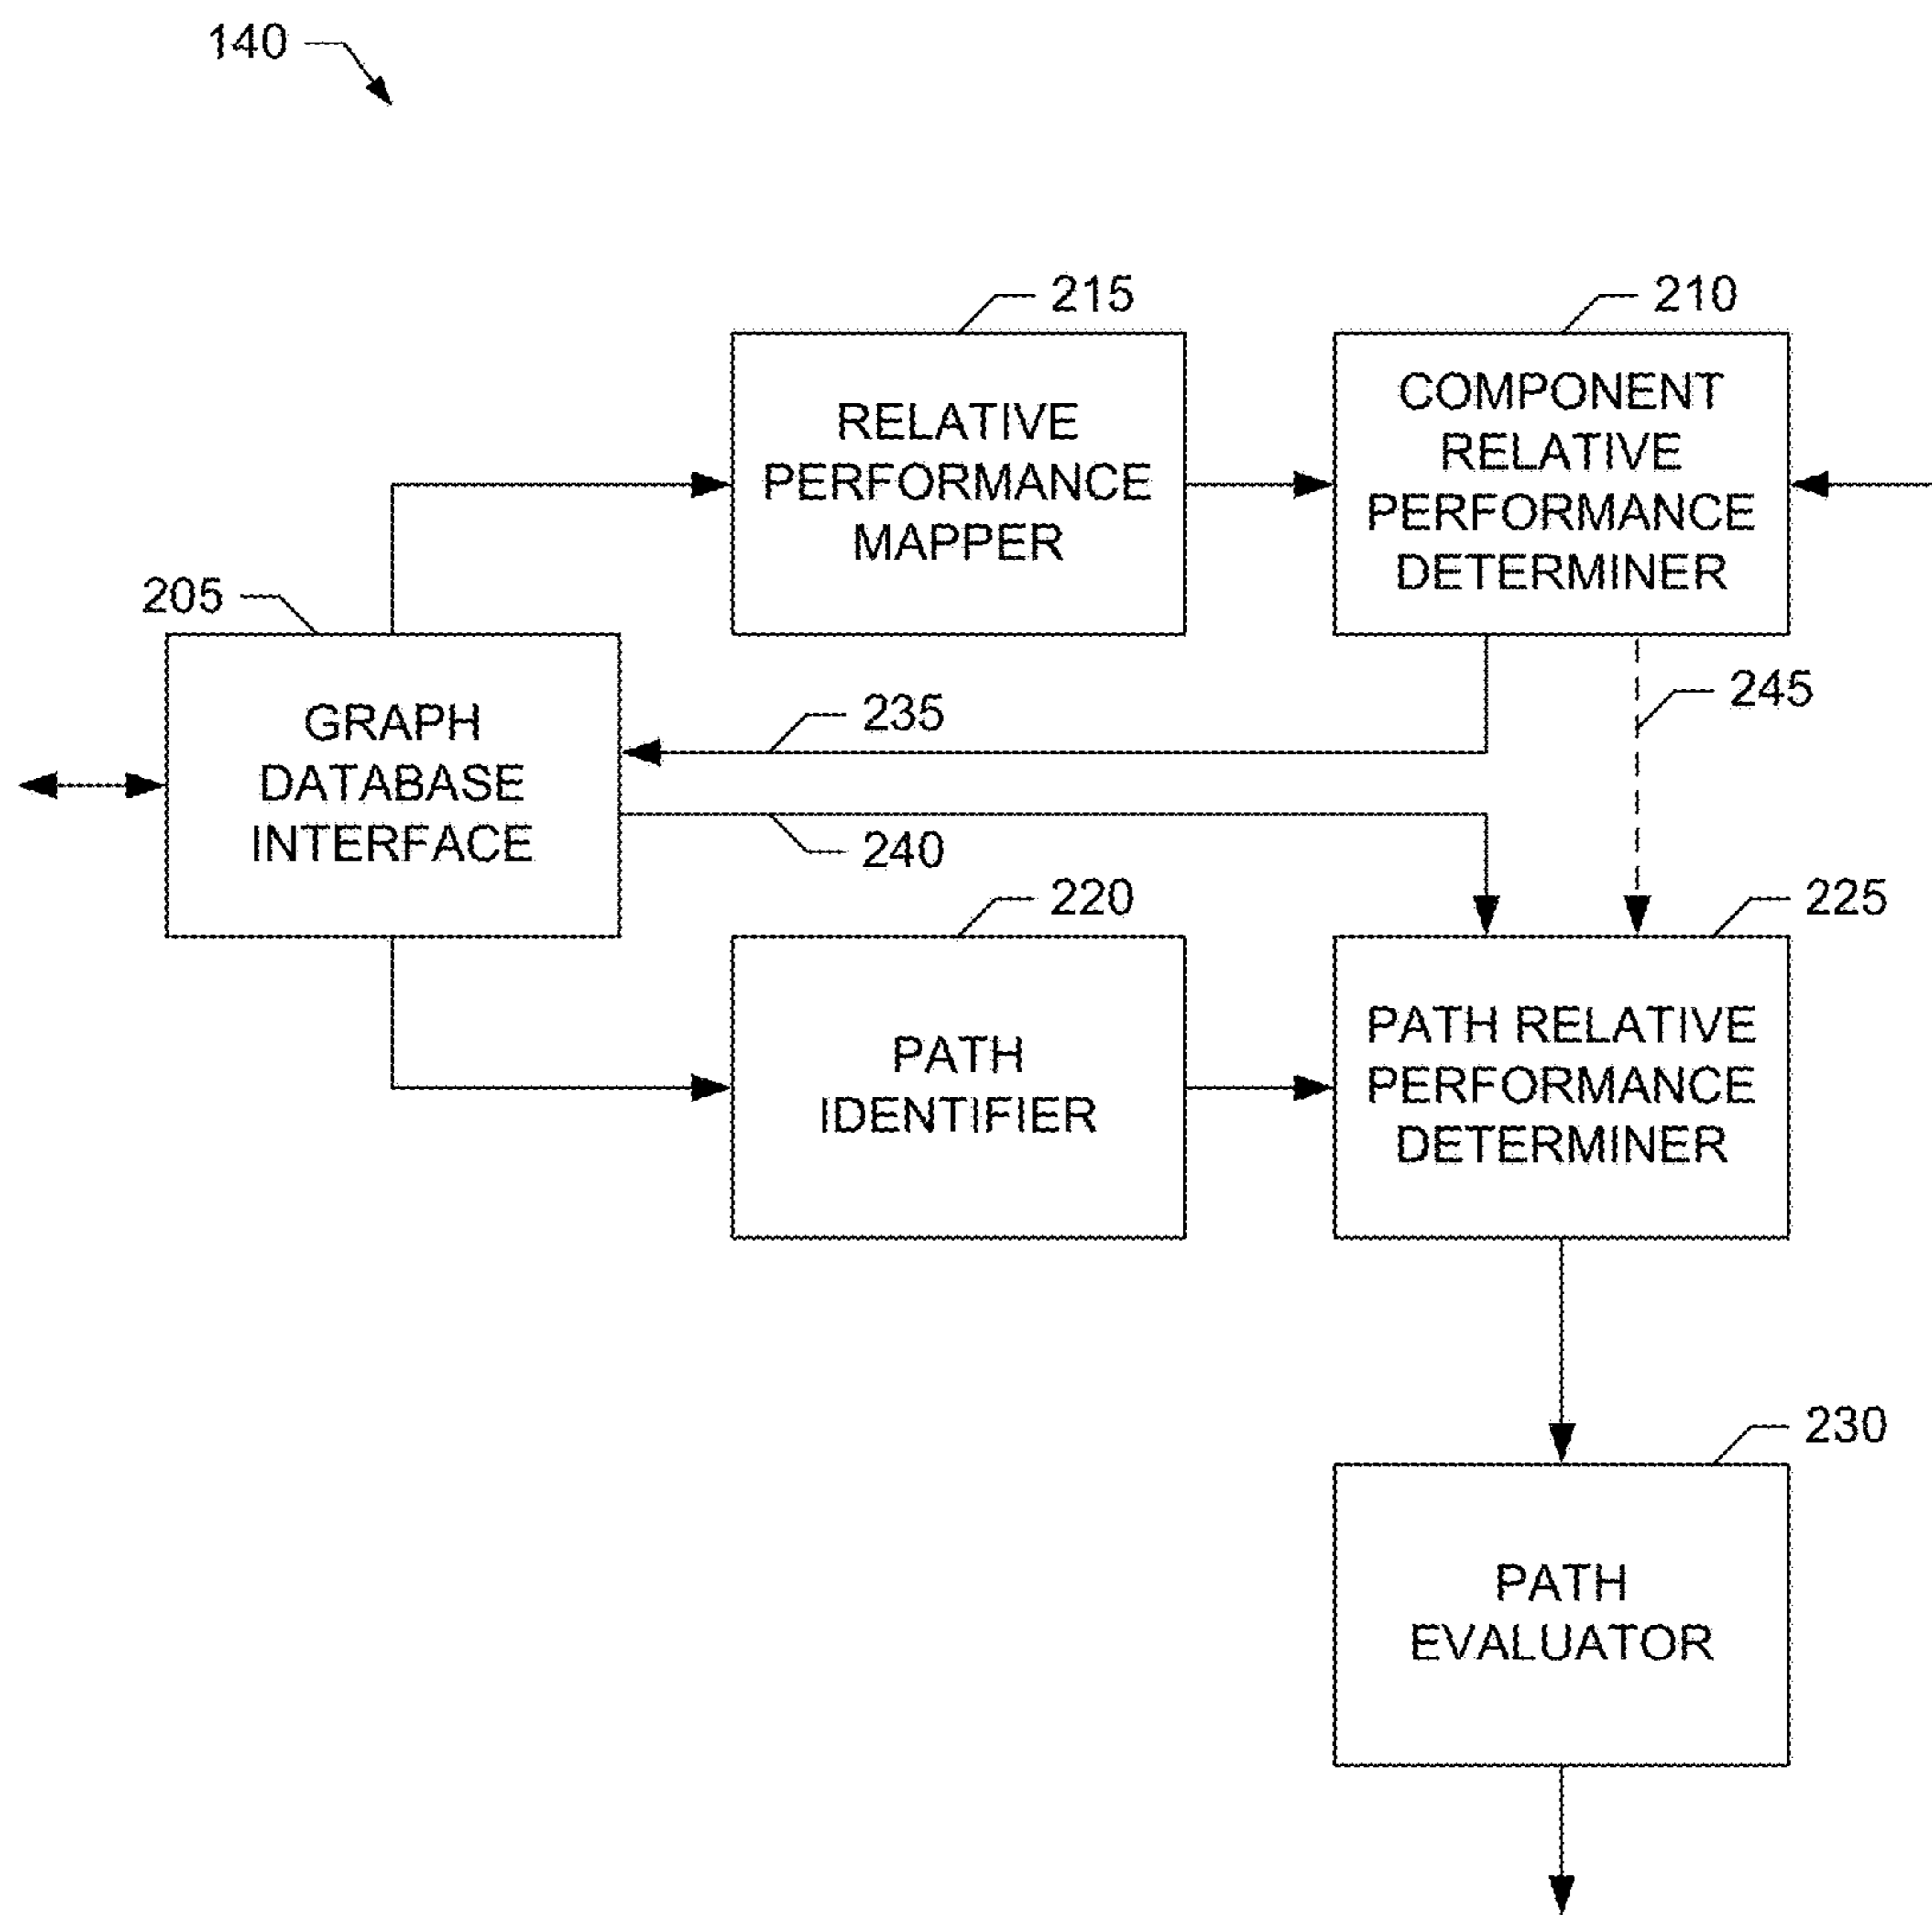 140
215
210
RELATIVE
PERFORMANCE
MAPPER
COMPONENT
RELATIVE
PERFORMANCE
DETERMINER
205
GRAPH
DATABASE
INTERFACE
235
245
240
220
225
PATH
IDENTIFIER
PATH RELATIVE
PERFORMANCE
DETERMINER
230
PATH
EVALUATOR